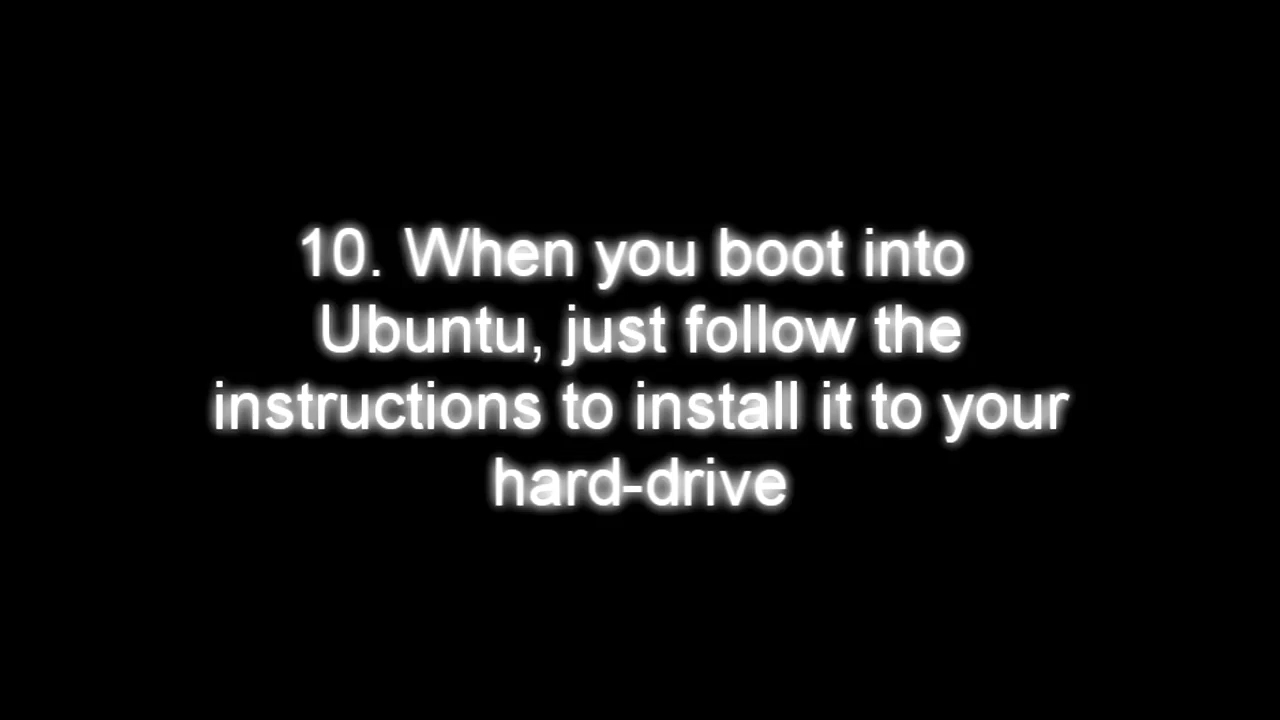 10. When you boot into
Ubuntu, just follow the
instructions to install it to your
hard-drive